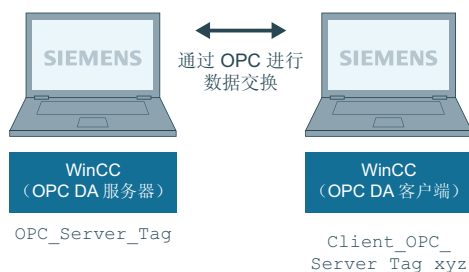 SIEMENS
通过 OPC 进行
数据交换
SIEMENS
WinCC
（OPC DA 服务器）
WinCC
（OPC DA 客户端）
OPC_Server_Tag
Client_OPC_
Server_Tag_xyz